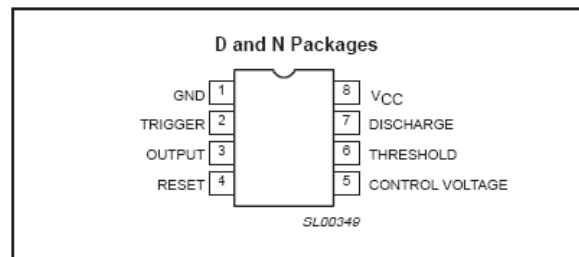 D and N Packages
GND 1 8 VCC
TRIGGER 2 7 DISCHARGE
OUTPUT 3 6 THRESHOLD
RESET 4 5 CONTROL VOLTAGE
SL00349